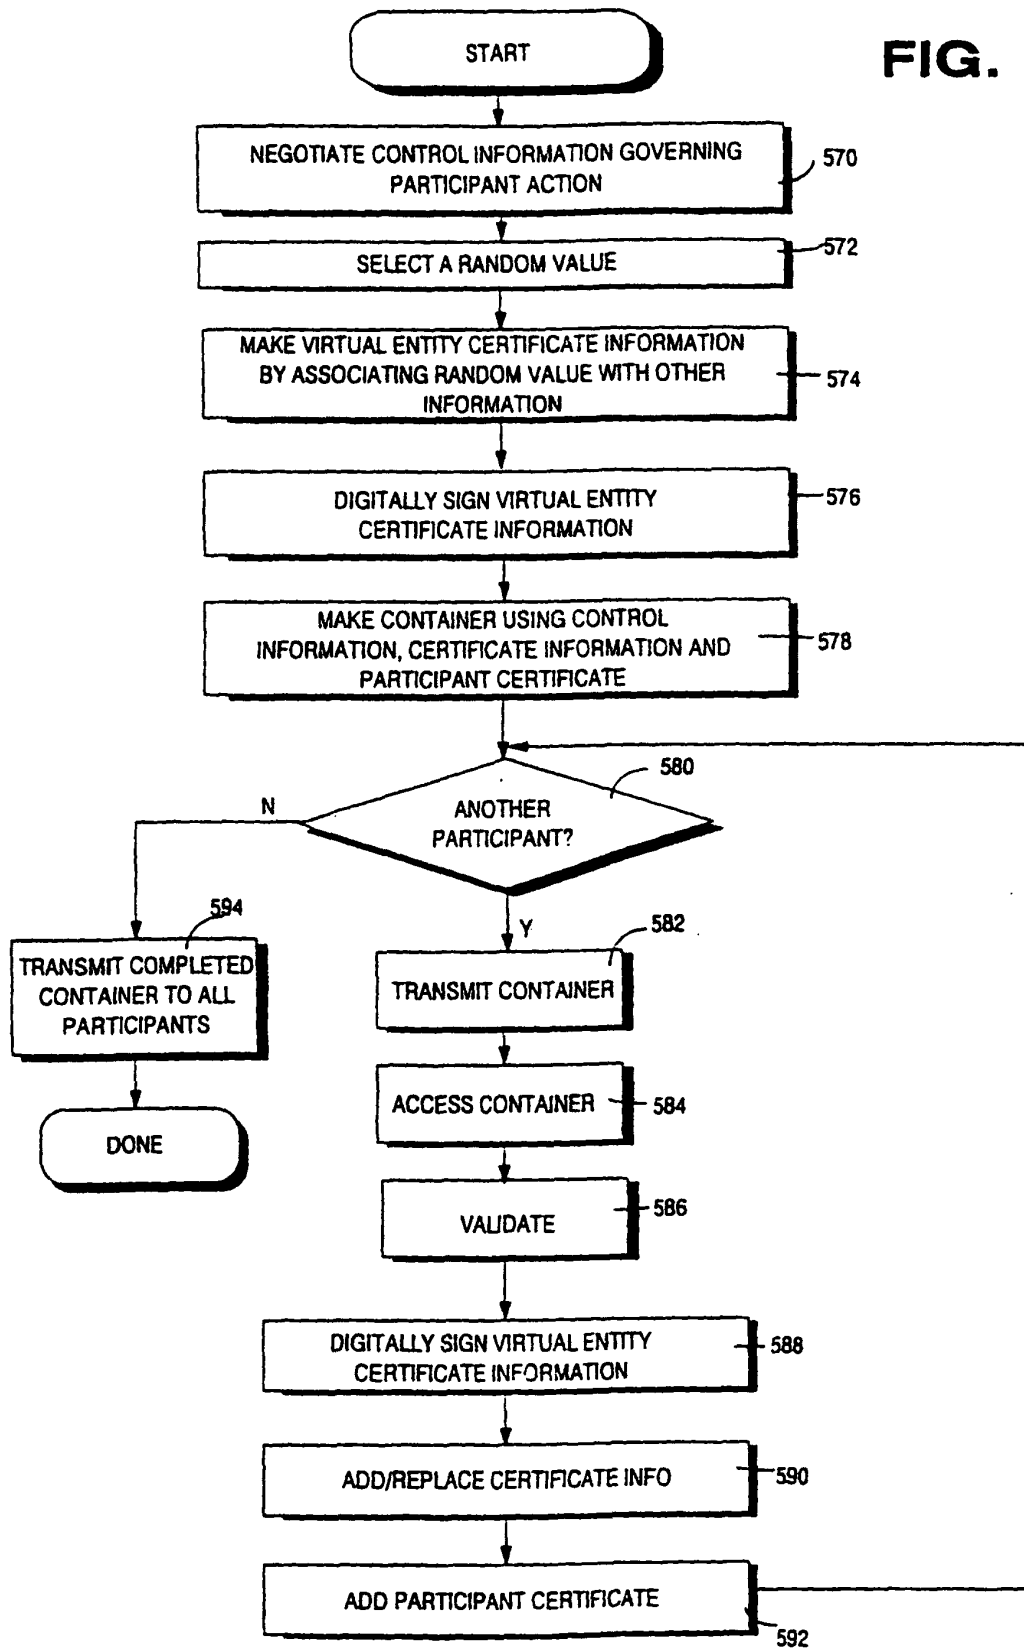 START
FIG.
NEGOTIATE CONTROL INFORMATION GOVERNING
PARTICIPANT ACTION
570
SELECT A RANDOM VALUE
572
MAKE VIRTUAL ENTITY CERTIFICATE INFORMATION
BY ASSOCIATING RANDOM VALUE WITH OTHER
INFORMATION
574
DIGITALLY SIGN VIRTUAL ENTITY
CERTIFICATE INFORMATION
576
MAKE CONTAINER USING CONTROL
INFORMATION, CERTIFICATE INFORMATION AND
PARTICIPANT CERTIFICATE
578
580
ANOTHER
PARTICIPANT?
N
Y
594
TRANSMIT COMPLETED
CONTAINER TO ALL
PARTICIPANTS
DONE
582
TRANSMIT CONTAINER
ACCESS CONTAINER
584
VALIDATE
586
DIGITALLY SIGN VIRTUAL ENTITY
CERTIFICATE INFORMATION
588
ADD/REPLACE CERTIFICATE INFO
590
ADD PARTICIPANT CERTIFICATE
592